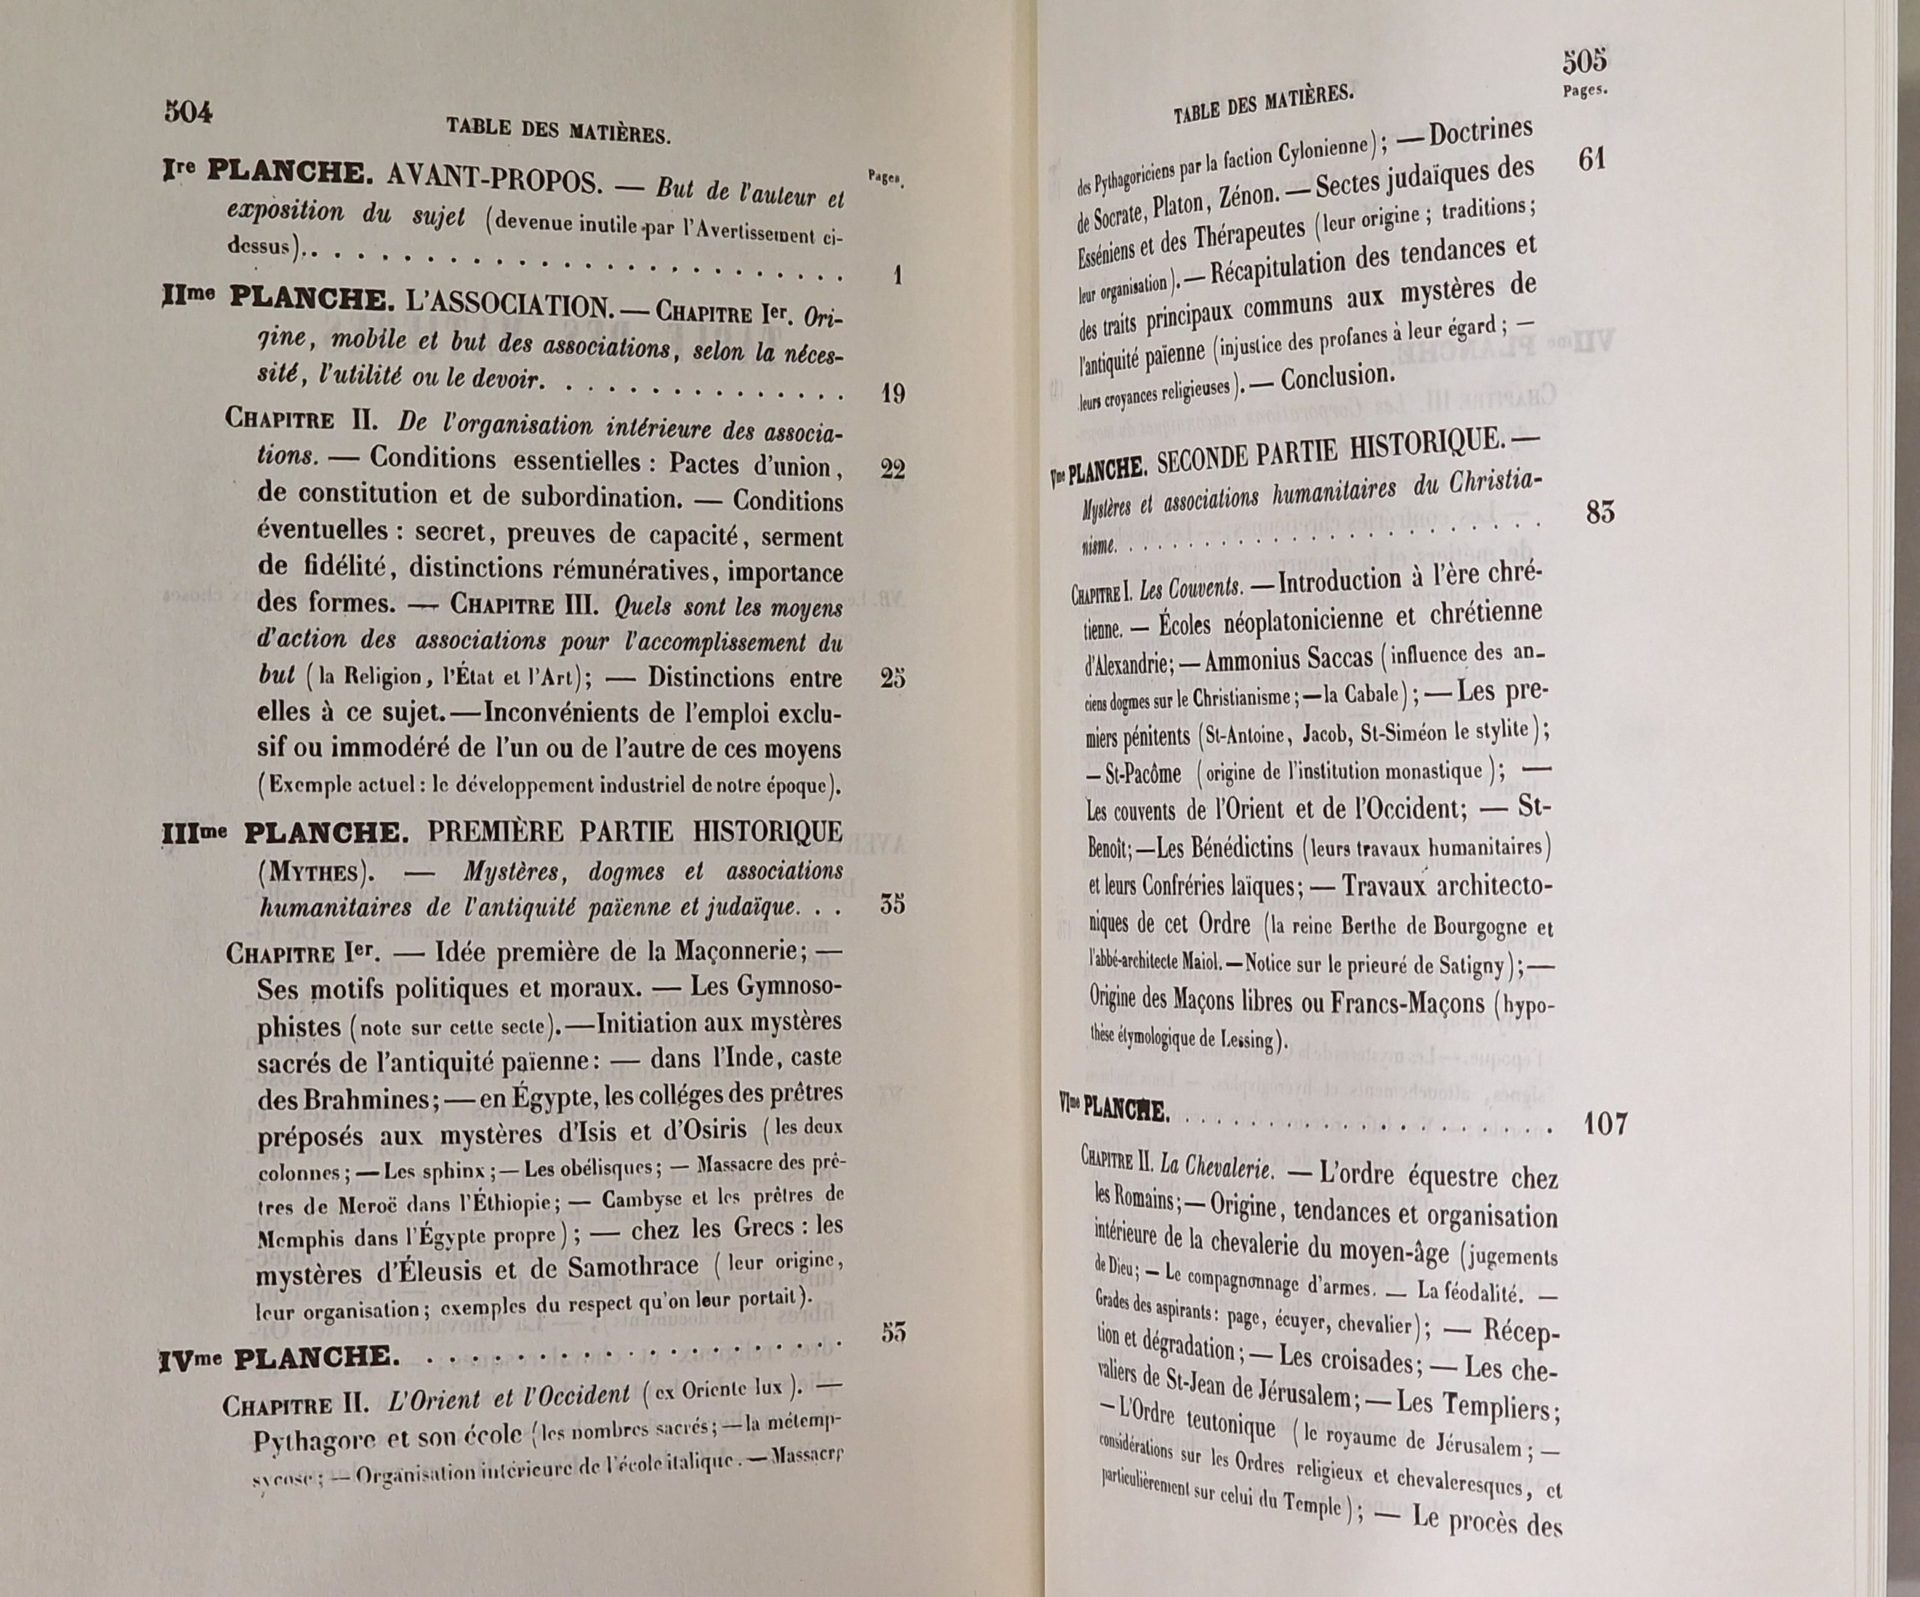 504
TABLE DES MATIÈRES.
Pages.
Ire PLANCHE. AVANT-PROPOS. — But de l'auteur et
exposition du sujet (devenue inutile par l'Avertissement ci-
dessus). . . . . . . . . . . . . . . . . . . . . . . . . 1
IIme PLANCHE. L'ASSOCIATION. — CHAPITRE Ier. Ori-
gine, mobile et but des associations, selon la néces-
sité, l'utilité ou le devoir. . . . . . . . . . . . . . 19
CHAPITRE II. De l'organisation intérieure des associa-
tions. — Conditions essentielles : Pactes d'union, 22
de constitution et de subordination. — Conditions
éventuelles : secret, preuves de capacité, serment
de fidélité, distinctions rémunératives, importance
des formes. — CHAPITRE III. Quels sont les moyens
d'action des associations pour l'accomplissement du
but (la Religion, l'État et l'Art); — Distinctions entre 25
elles à ce sujet. — Inconvénients de l'emploi exclu-
sif ou immodéré de l'un ou de l'autre de ces moyens
(Exemple actuel : le développement industriel de notre époque).
IIIme PLANCHE. PREMIÈRE PARTIE HISTORIQUE
(MYTHES). — Mystères, dogmes et associations
humanitaires de l'antiquité païenne et judaïque. . . 35
CHAPITRE Ier. — Idée première de la Maçonnerie; —
Ses motifs politiques et moraux. — Les Gymnoso-
phistes (note sur cette secte). — Initiation aux mystères
sacrés de l'antiquité païenne : — dans l'Inde, caste
des Brahmines; — en Égypte, les colléges des prêtres
préposés aux mystères d'Isis et d'Osiris (les deux
colonnes; — Les sphinx; — Les obélisques; — Massacre des prê-
tres de Meroë dans l'Éthiopie; — Cambyse et les prêtres de
Memphis dans l'Égypte propre); — chez les Grecs : les
mystères d'Éleusis et de Samothrace (leur origine,
leur organisation; exemples du respect qu'on leur portait).
IVme PLANCHE. . . . . . . . . . . . . . . . . . . . 53
CHAPITRE II. L'Orient et l'Occident (ex Oriente lux). —
Pythagore et son école (les nombres sacrés; — la métemp-
sycose; — Organisation intérieure de l'école italique. — Massacre
505
TABLE DES MATIÈRES.
Pages.
des Pythagoriciens par la faction Cylonienne); — Doctrines
de Socrate, Platon, Zénon. — Sectes judaïques des 61
Esséniens et des Thérapeutes (leur origine; traditions;
leur organisation). — Récapitulation des tendances et
des traits principaux communs aux mystères de
l'antiquité païenne (injustice des profanes à leur égard; —
leurs croyances religieuses). — Conclusion.
Vme PLANCHE. SECONDE PARTIE HISTORIQUE. —
Mystères et associations humanitaires du Christia-
nisme. . . . . . . . . . . . . . . . . . . . . 83
CHAPITRE I. Les Couvents. — Introduction à l'ère chré-
tienne. — Écoles néoplatonicienne et chrétienne
d'Alexandrie; — Ammonius Saccas (influence des an-
ciens dogmes sur le Christianisme; — la Cabale); — Les pre-
miers pénitents (St-Antoine, Jacob, St-Siméon le stylite);
— St-Pacôme (origine de l'institution monastique); —
Les couvents de l'Orient et de l'Occident; — St-
Benoît; — Les Bénédictins (leurs travaux humanitaires)
et leurs Confréries laïques; — Travaux architecto-
niques de cet Ordre (la reine Berthe de Bourgogne et
l'abbé-architecte Maiol. — Notice sur le prieuré de Satigny); —
Origine des Maçons libres ou Francs-Maçons (hypo-
thèse étymologique de Lessing).
VIme PLANCHE. . . . . . . . . . . . . . . . . . . 107
CHAPITRE II. La Chevalerie. — L'ordre équestre chez
les Romains; — Origine, tendances et organisation
intérieure de la chevalerie du moyen-âge (jugements
de Dieu; — Le compagnonnage d'armes. — La féodalité. —
Grades des aspirants : page, écuyer, chevalier); — Récep-
tion et dégradation; — Les croisades; — Les che-
valiers de St-Jean de Jérusalem; — Les Templiers;
— L'Ordre teutonique (le royaume de Jérusalem; —
considérations sur les Ordres religieux et chevaleresques, et
particulièrement sur celui du Temple); — Le procès des